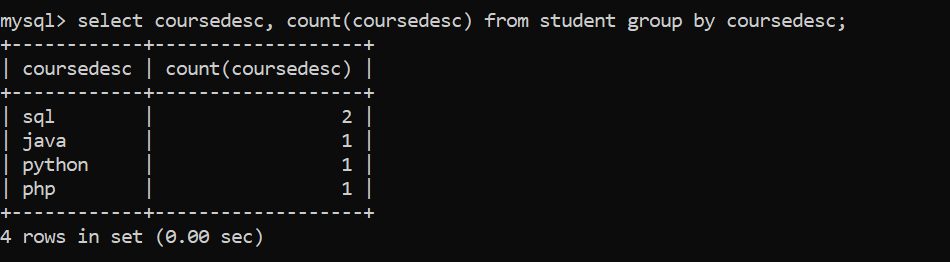 mysql> select coursedesc, count(coursedesc) from student group by coursedesc;
+------------+-------------------+
| coursedesc | count(coursedesc) |
+------------+-------------------+
| sql        |                 2 |
| java       |                 1 |
| python     |                 1 |
| php        |                 1 |
+------------+-------------------+
4 rows in set (0.00 sec)